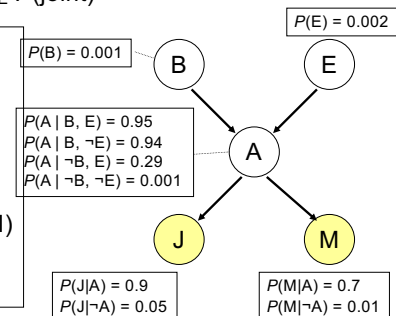 (joint)
P(E) = 0.002
P(B) = 0.001
B
E
P(A | B, E) = 0.95
P(A | B, ¬E) = 0.94
P(A | ¬B, E) = 0.29
P(A | ¬B, ¬E) = 0.001
A
)
J
M
P(J|A) = 0.9
P(J|¬A) = 0.05
P(M|A) = 0.7
P(M|¬A) = 0.01